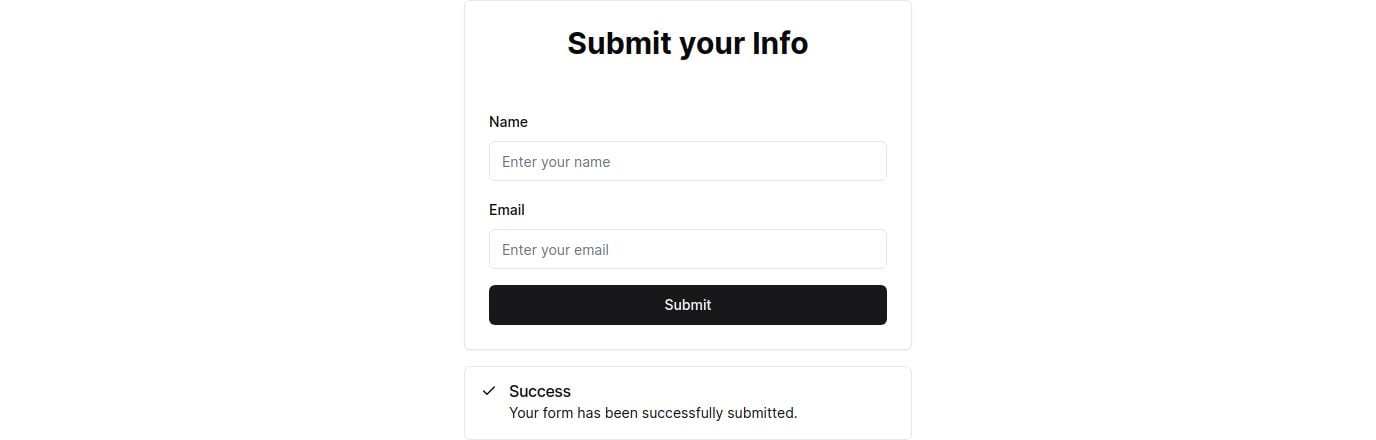 Submit your Info
Name
Enter your name
Email
Enter your email
Submit
Success
Your form has been successfully submitted.